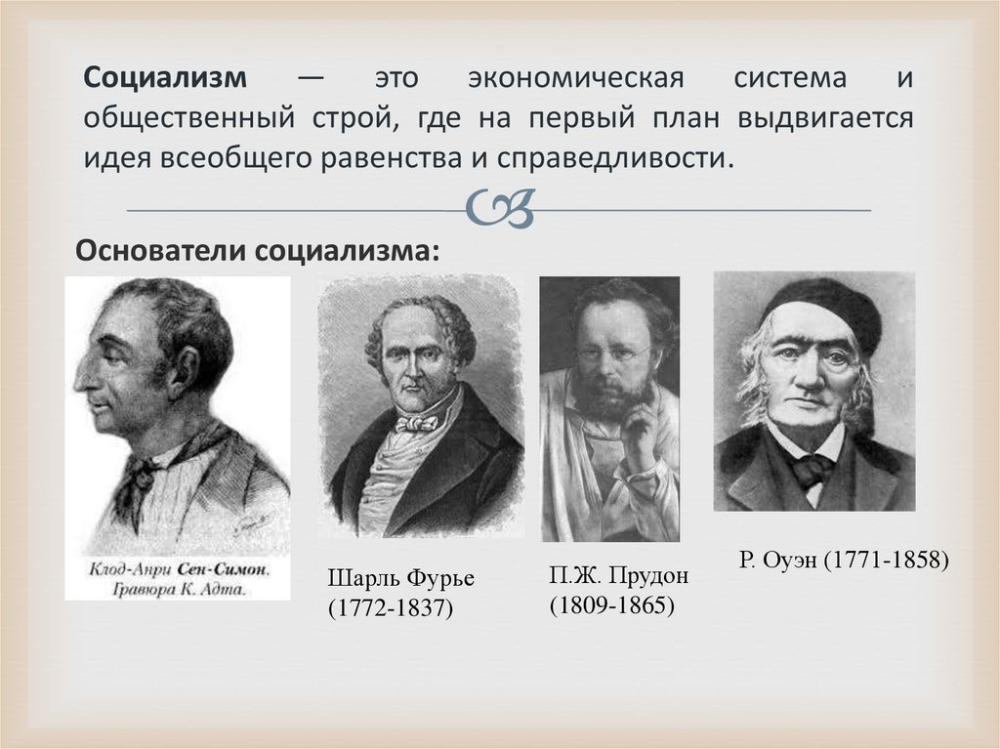 Социализм — это экономическая система и
общественный строй, где на первый план выдвигается
идея всеобщего равенства и справедливости.
Основатели социализма:
Клод-Анри Сен-Симон.
Гравюра К. Адта.
Шарль Фурье
(1772-1837)
П.Ж. Прудон
(1809-1865)
Р. Оуэн (1771-1858)